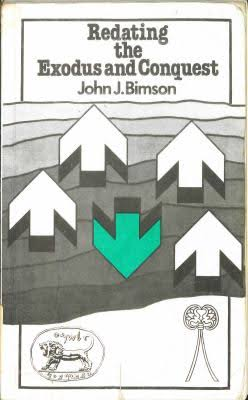 Redating
the
Exodus and Conquest
John J. Bimson